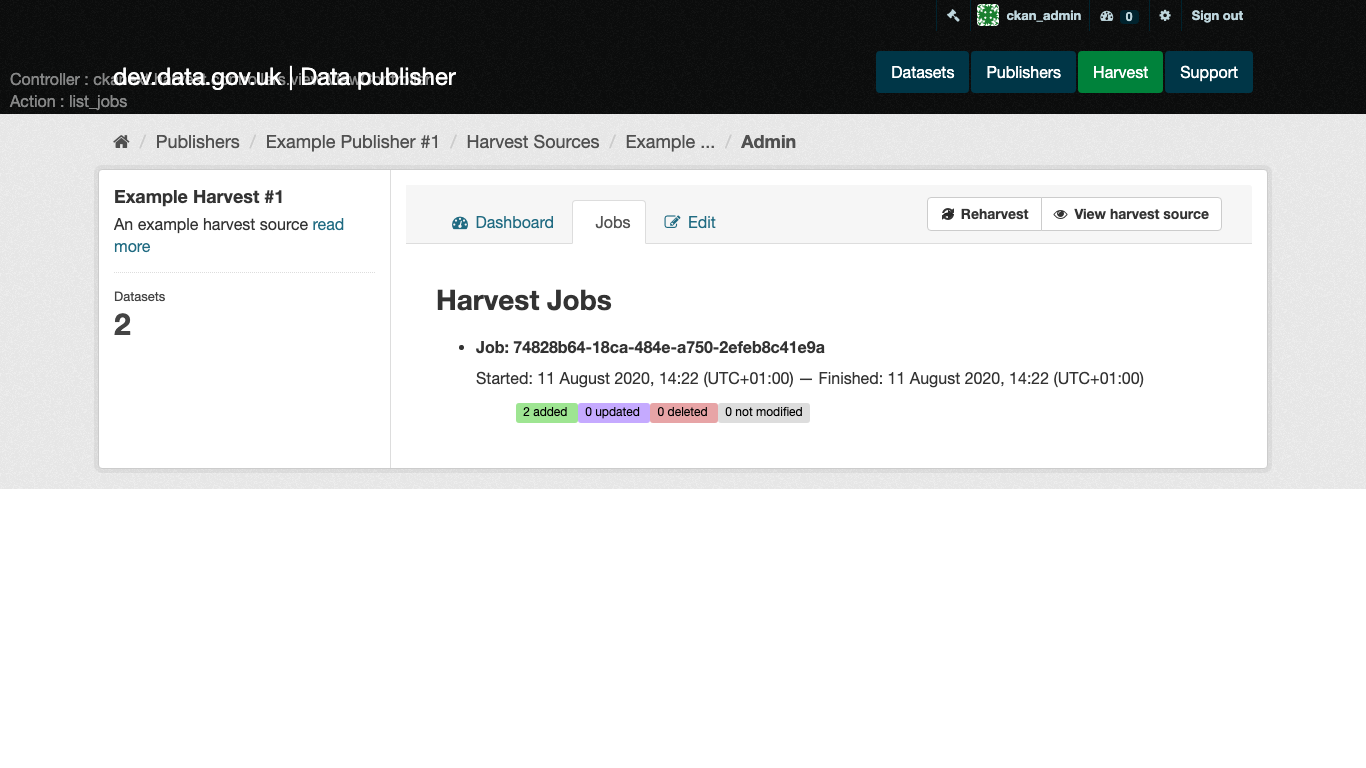 ckan_admin 0 Sign out
dev.data.gov.uk | Data publisher
Controller :
Action : list_jobs
Datasets Publishers Harvest Support
/ Publishers / Example Publisher #1 / Harvest Sources / Example ... / Admin
Example Harvest #1
An example harvest source read
more
Datasets
2
Dashboard Jobs Edit
Reharvest View harvest source
Harvest Jobs
• Job: 74828b64-18ca-484e-a750-2efeb8c41e9a
Started: 11 August 2020, 14:22 (UTC+01:00) — Finished: 11 August 2020, 14:22 (UTC+01:00)
2 added 0 updated 0 deleted 0 not modified